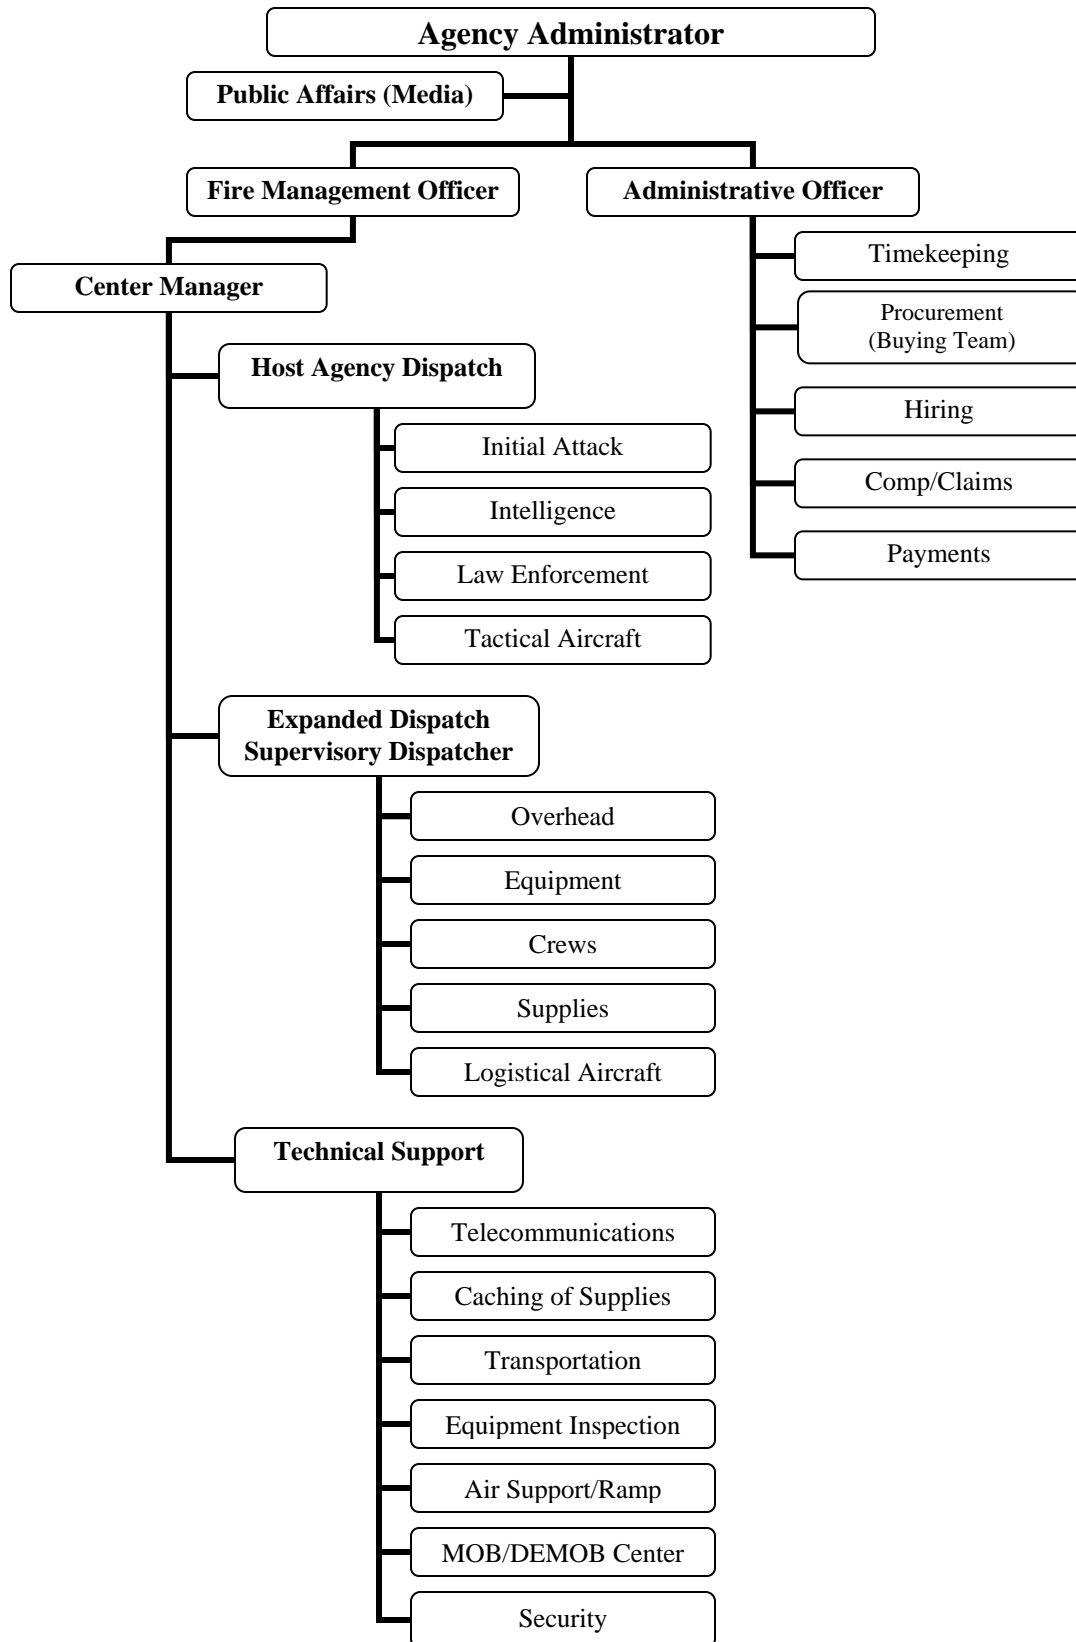 Agency Administrator
Public Affairs (Media)
Fire Management Officer
Administrative Officer
Timekeeping
Center Manager
Procurement
(Buying Team)
Host Agency Dispatch
Hiring
Initial Attack
Comp/Claims
Intelligence
Payments
Law Enforcement
Tactical Aircraft
Expanded Dispatch
Supervisory Dispatcher
Overhead
Equipment
Crews
Supplies
Logistical Aircraft
Technical Support
Telecommunications
Caching of Supplies
Transportation
Equipment Inspection
Air Support/Ramp
MOB/DEMOB Center
Security